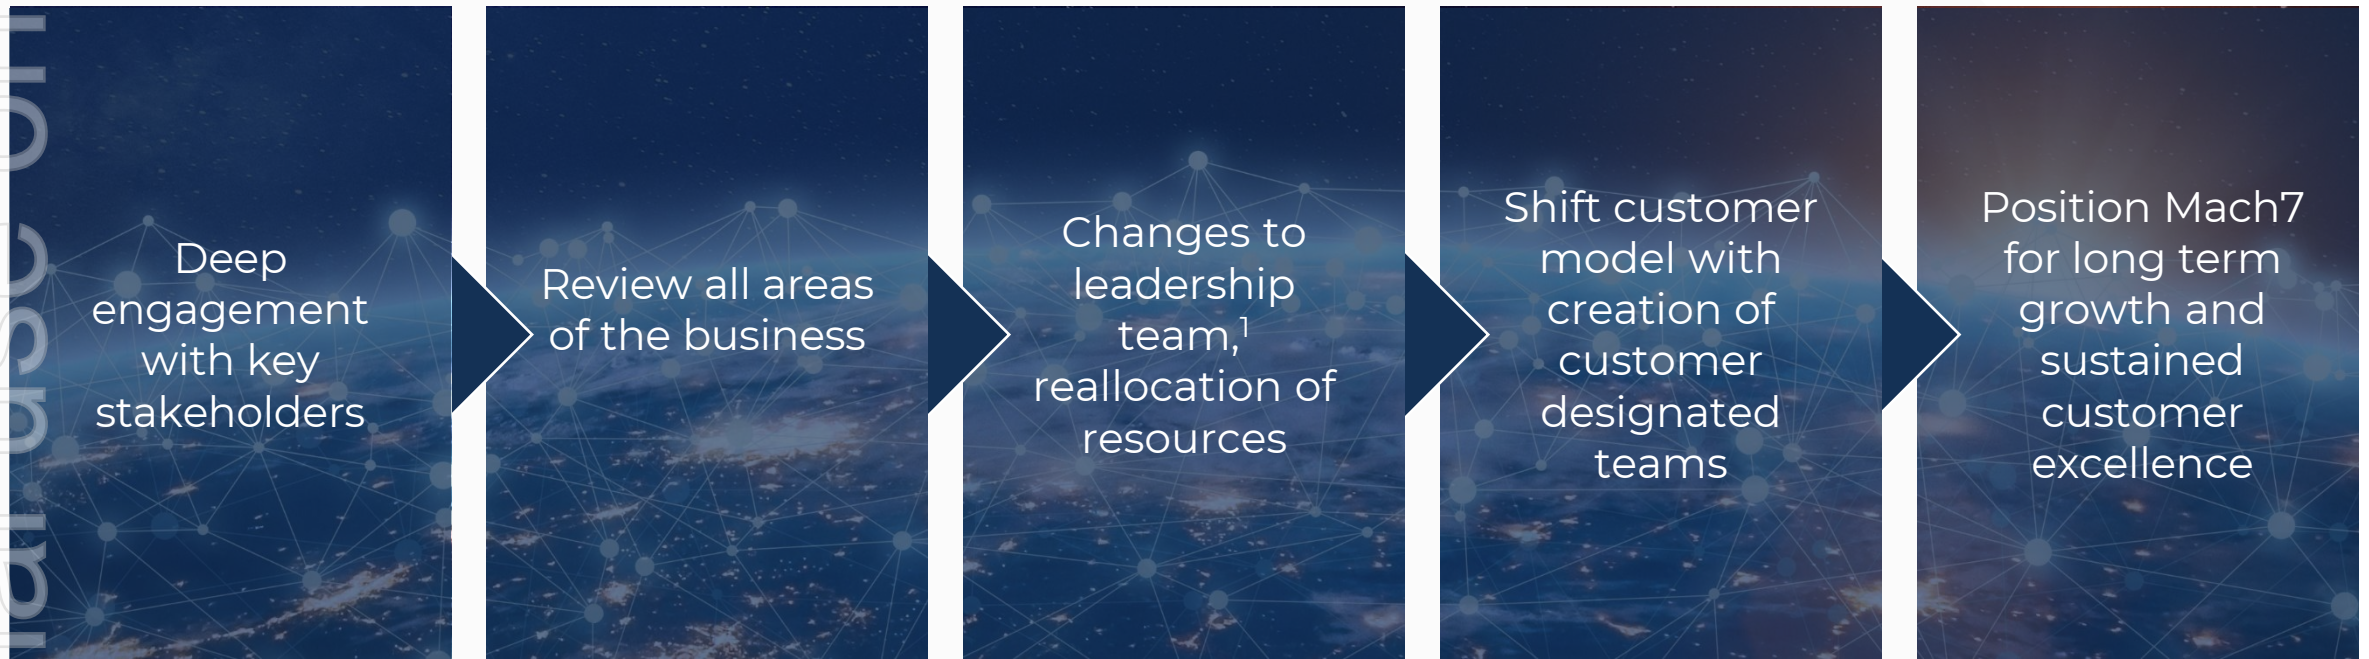 Deep
engagement
with key
stakeholders
Review all areas
of the business
Changes to
leadership
team,¹
reallocation of
resources
Shift customer
model with
creation of
customer
designated
teams
Position Mach7
for long term
growth and
sustained
customer
excellence